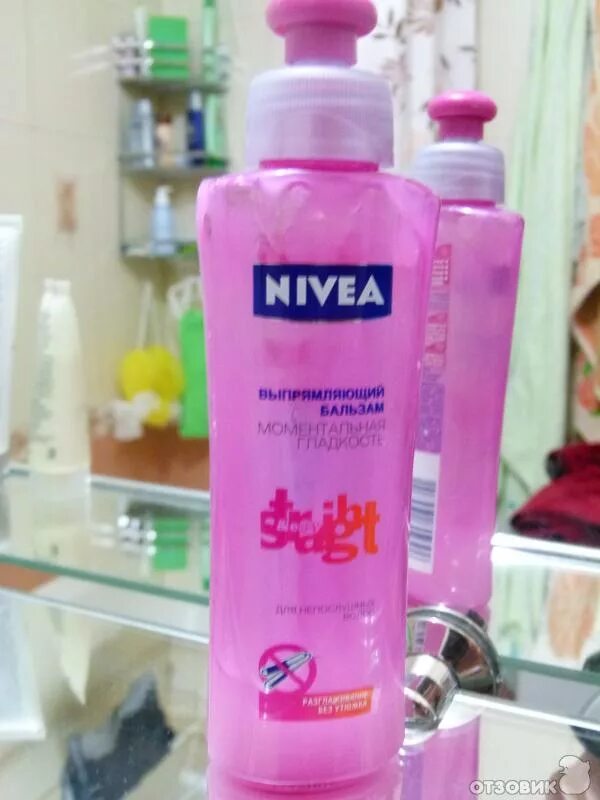 NIVEA
ВЫПРЯМЛЯЮЩИЙ
БАЛЬЗАМ
МОМЕНТАЛЬНАЯ
ГЛАДКОСТЬ
straight
ДЛЯ НЕПОСЛУШНЫХ
ВОЛОС
РАЗГЛАЖИВАНИЕ
БЕЗ УТЮЖКА
ОТЗОВИК